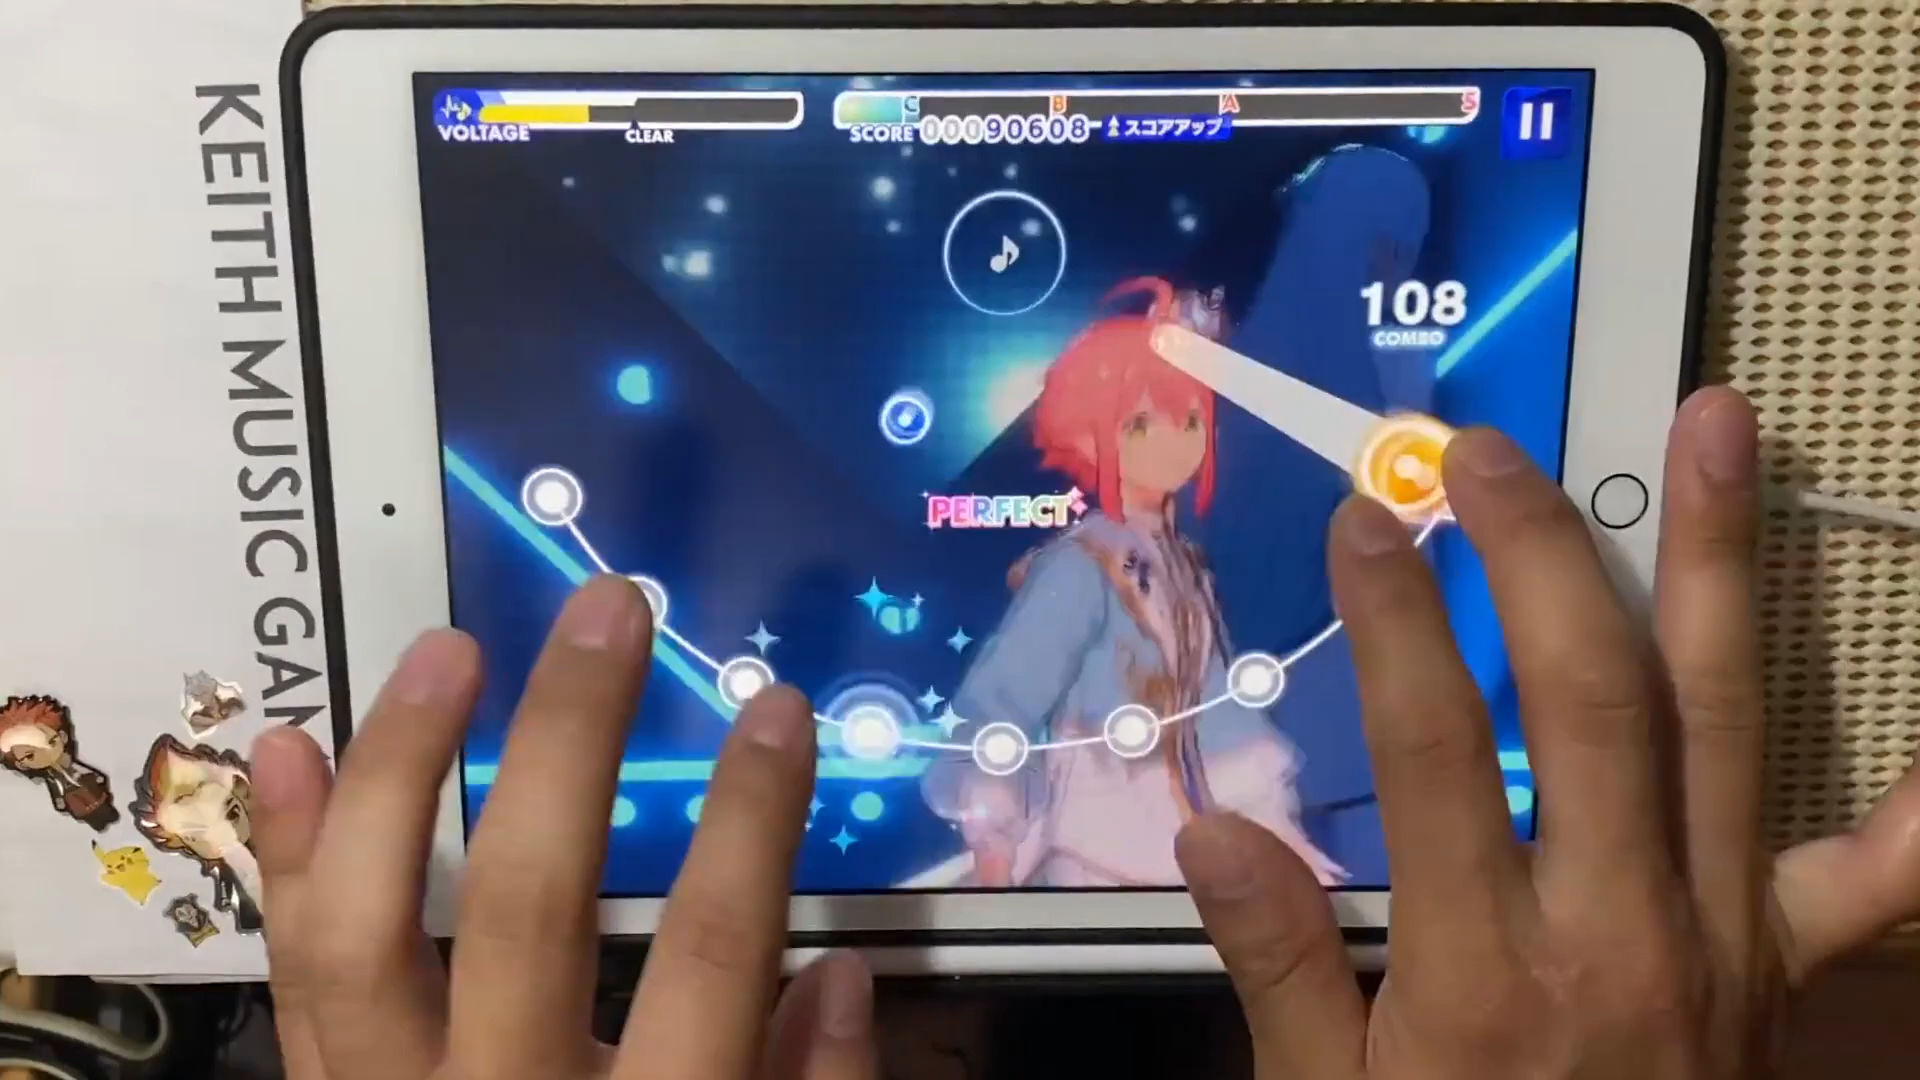 KEITH MUSIC GAM
VOLTAGE
CLEAR
C
B
A
S
SCORE 00090608 スコアアップ
108
COMBO
PERFECT